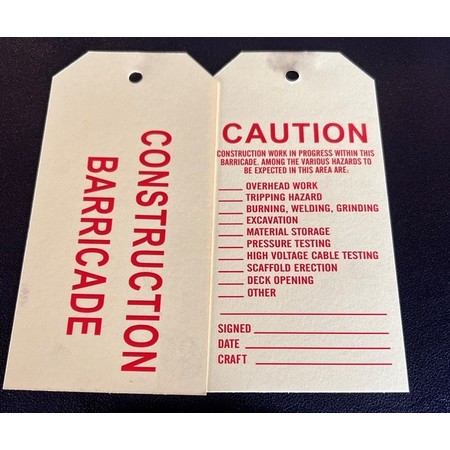 CONSTRUCTION
BARRICADE
CAUTION
CONSTRUCTION WORK IN PROGRESS WITHIN THIS
BARRICADE. AMONG THE VARIOUS HAZARDS TO
BE EXPECTED IN THIS AREA ARE:
OVERHEAD WORK
TRIPPING HAZARD
BURNING, WELDING, GRINDING
EXCAVATION
MATERIAL STORAGE
PRESSURE TESTING
HIGH VOLTAGE CABLE TESTING
SCAFFOLD ERECTION
DECK OPENING
OTHER
SIGNED
DATE
CRAFT